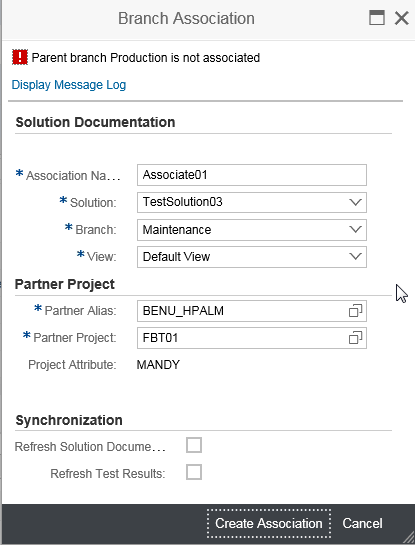 Branch Association
Parent branch Production is not associated
Display Message Log
Solution Documentation
* Association Na... Associate01
* Solution: TestSolution03
* Branch: Maintenance
* View: Default View
Partner Project
* Partner Alias: BENU_HPALM
* Partner Project: FBT01
Project Attribute: MANDY
Synchronization
Refresh Solution Docume...
Refresh Test Results:
Create Association Cancel